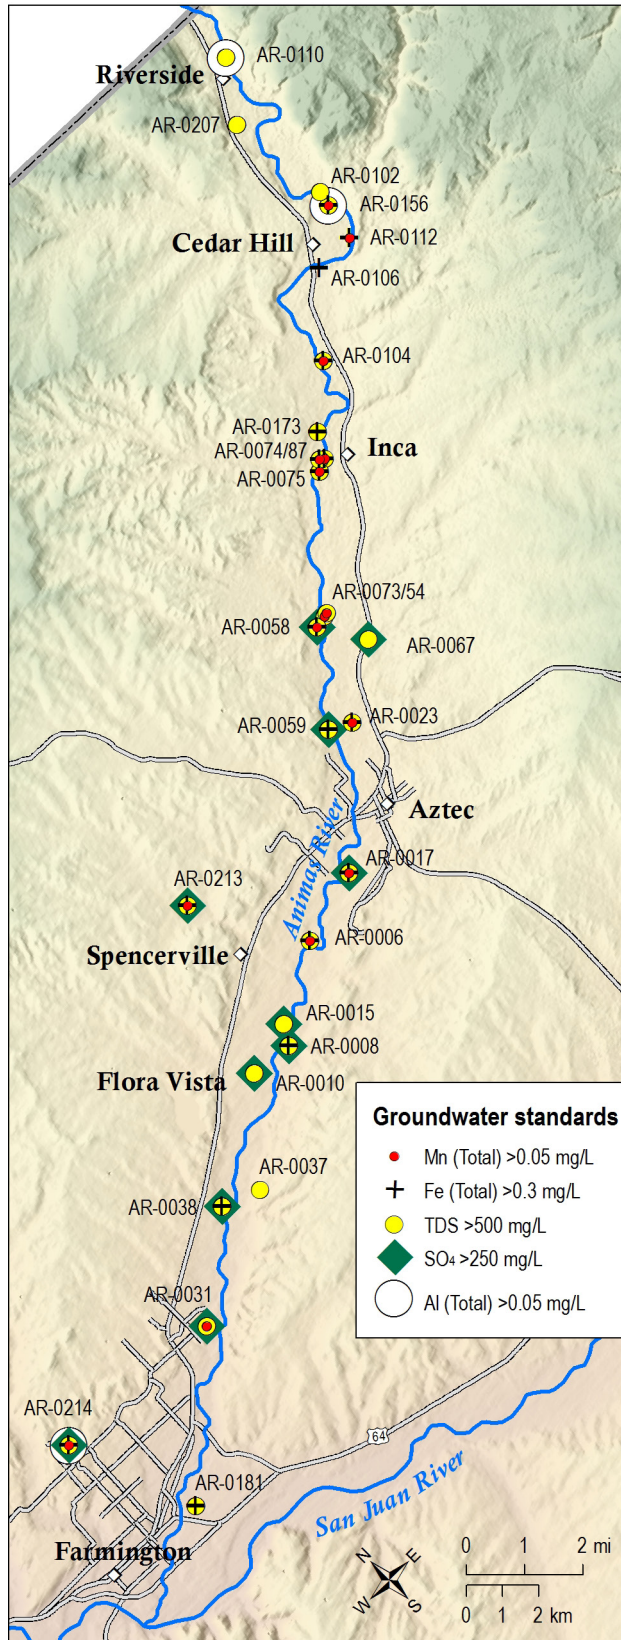 AR-0110
Riverside
AR-0207
AR-0102
AR-0156
AR-0112
Cedar Hill
AR-0106
AR-0104
AR-0173
AR-0074/87
Inca
AR-0075
AR-0073/54
AR-0058
AR-0067
AR-0059
AR-0023
Aztec
Animas River
AR-0017
AR-0213
AR-0006
Spencerville
AR-0015
AR-0008
Flora Vista
AR-0010
Groundwater standards
Mn (Total) >0.05 mg/L
Fe (Total) >0.3 mg/L
TDS >500 mg/L
SO₄ >250 mg/L
Al (Total) >0.05 mg/L
AR-0037
AR-0038
AR-0031
AR-0214
64
AR-0181
San Juan River
Farmington
N
E
W
S
0 1 2 mi
0 1 2 km